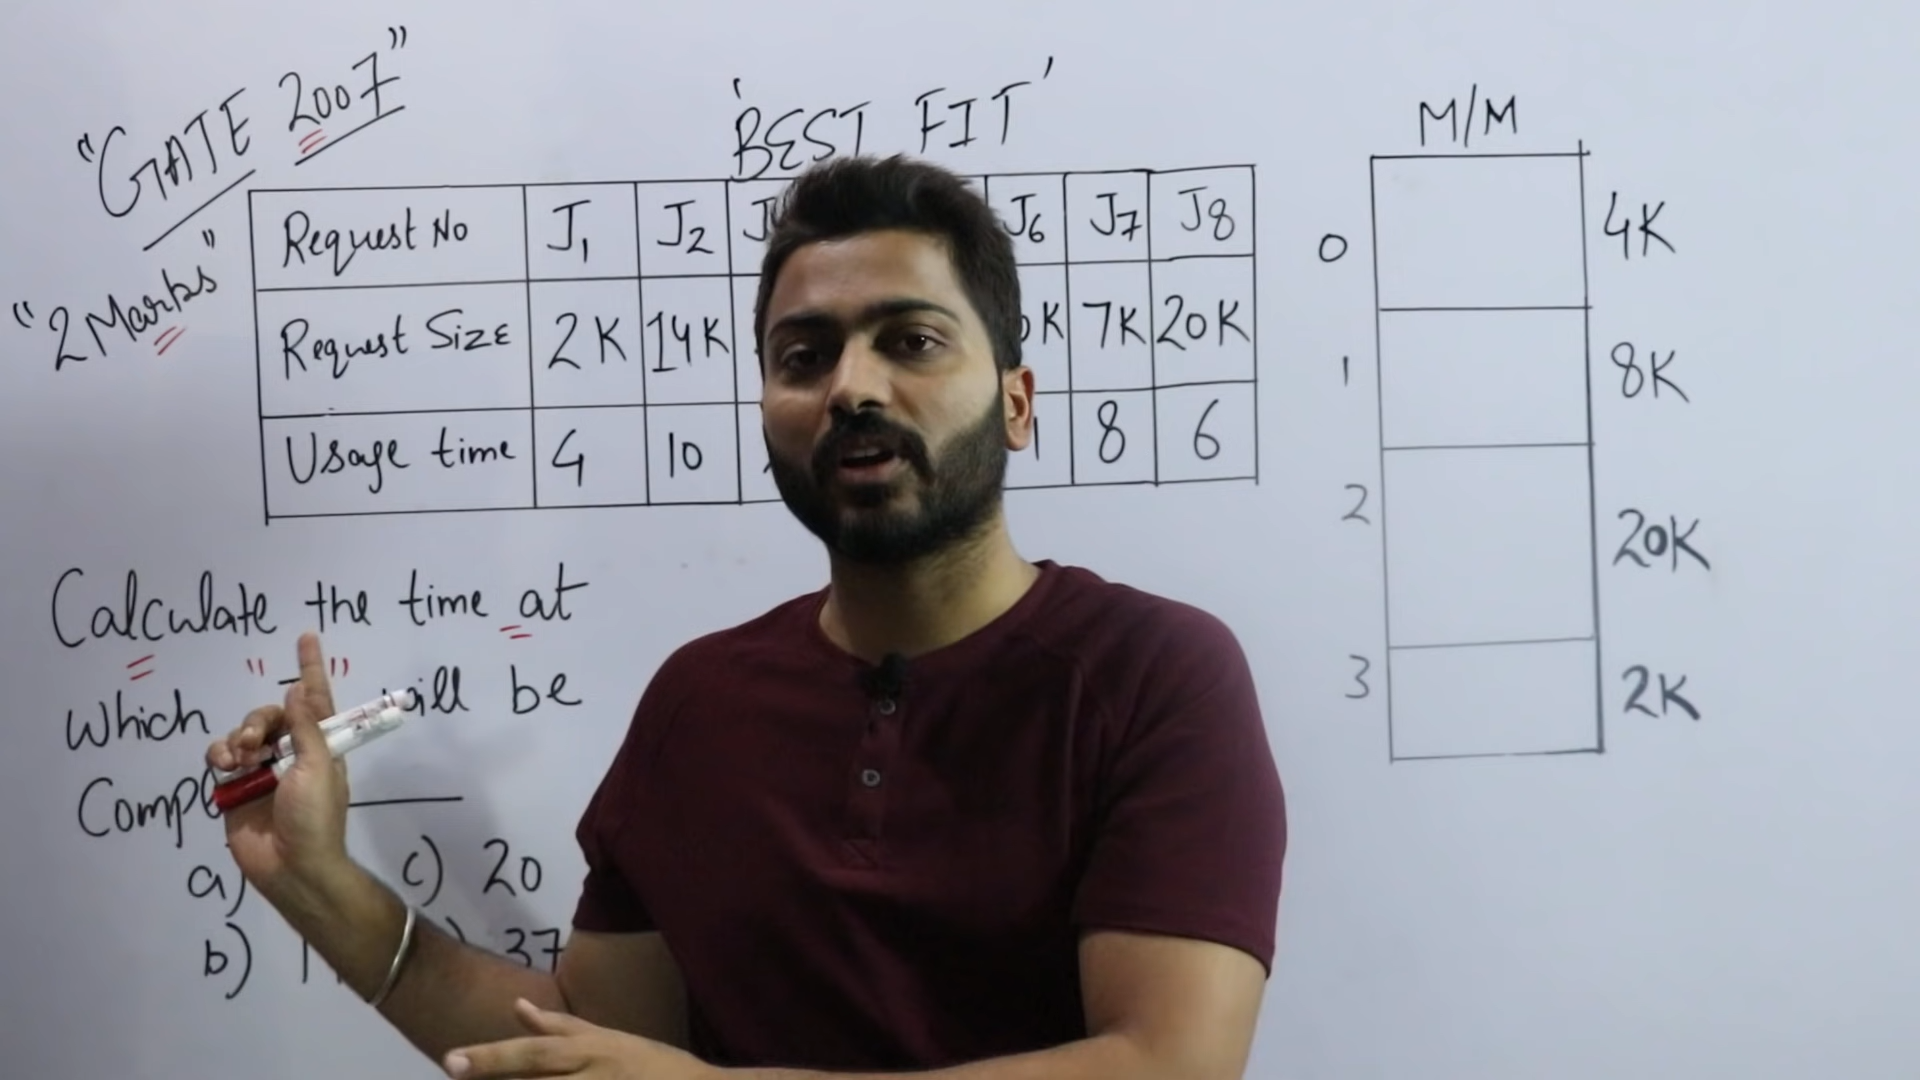 "GATE 2007"
"2 Marks"
'BEST FIT'
Request No J1 J2 J6 J7 J8
Request Size 2K 14K K 7K 20K
Usage time 4 10 1 8 6
Calculate the time at
which " " will be
Comp
a) c) 20
b) 1 ) 37
M/M
0 4K
1 8K
2 20K
3 2K